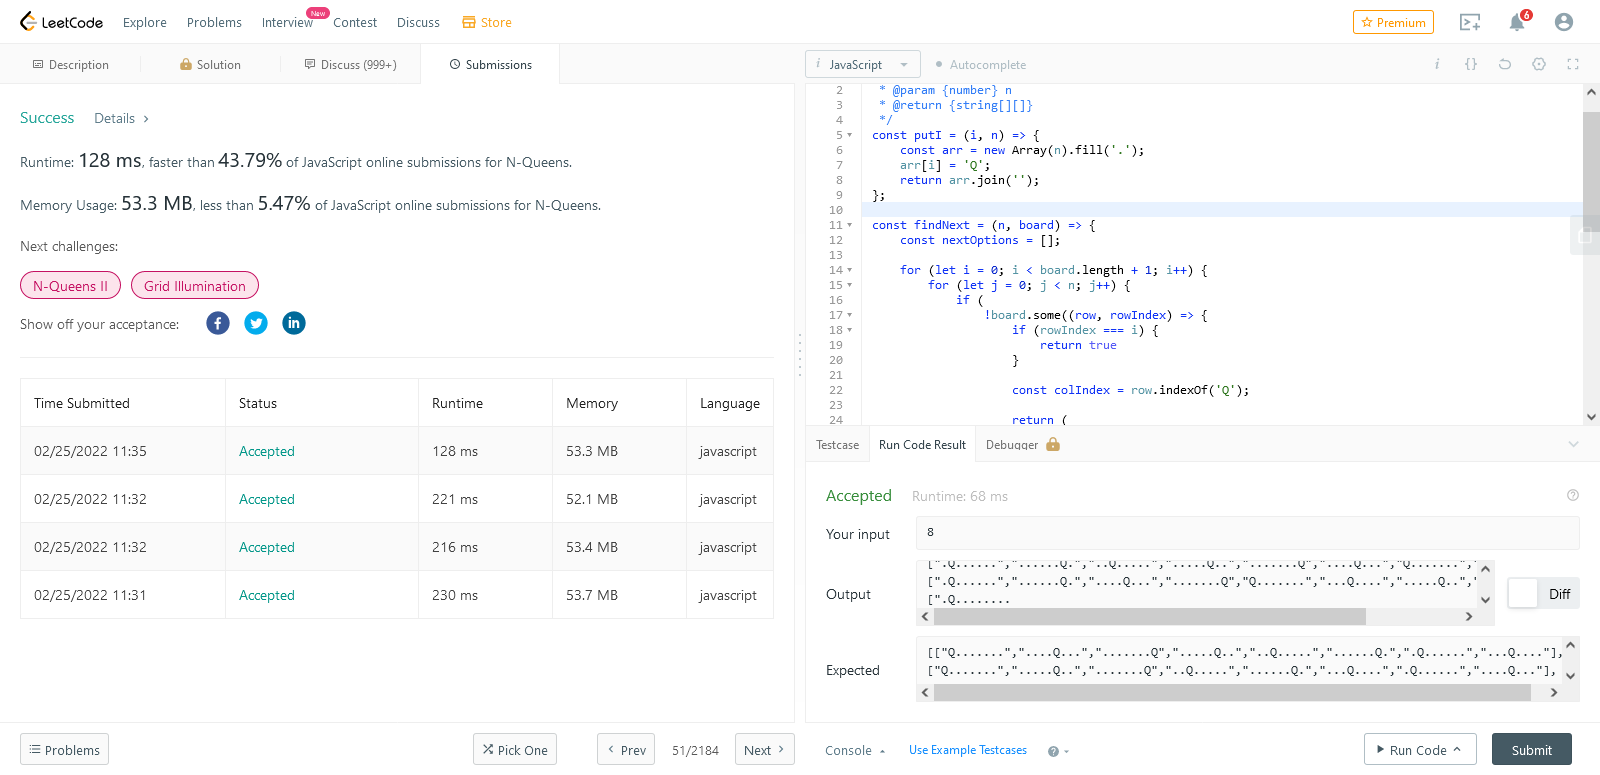 LeetCode Explore Problems Interview New Contest Discuss Store Premium 6
Description Solution Discuss (999+) Submissions
Success Details >
Runtime: 128 ms, faster than 43.79% of JavaScript online submissions for N-Queens.
Memory Usage: 53.3 MB, less than 5.47% of JavaScript online submissions for N-Queens.
Next challenges:
N-Queens II Grid Illumination
Show off your acceptance:
Time Submitted Status Runtime Memory Language
02/25/2022 11:35 Accepted 128 ms 53.3 MB javascript
02/25/2022 11:32 Accepted 221 ms 52.1 MB javascript
02/25/2022 11:32 Accepted 216 ms 53.4 MB javascript
02/25/2022 11:31 Accepted 230 ms 53.7 MB javascript
Problems Pick One < Prev 51/2184 Next >
i JavaScript Autocomplete i {}
2 * @param {number} n
3 * @return {string[][]}
4 */
5 const putI = (i, n) => {
6 const arr = new Array(n).fill('.');
7 arr[i] = 'Q';
8 return arr.join('');
9 };
10
11 const findNext = (n, board) => {
12 const nextOptions = [];
13
14 for (let i = 0; i < board.length + 1; i++) {
15 for (let j = 0; j < n; j++) {
16 if (
17 !board.some((row, rowIndex) => {
18 if (rowIndex === i) {
19 return true
20 }
21
22 const colIndex = row.indexOf('Q');
23
24 return (
Testcase Run Code Result Debugger
Accepted Runtime: 68 ms
Your input 8
Output
[".Q......","......Q.","..Q.....",".....Q..",".......Q","....Q...","Q.......","
[".Q......","......Q.","....Q...",".......Q","Q.......","...Q....",".....Q..","
[".Q........
Diff
Expected
[["Q.......","....Q...",".......Q",".....Q..","..Q.....","......Q.",".Q......","...Q...."],
["Q.......",".....Q..",".......Q","..Q.....","......Q.","...Q....",".Q......","....Q..."],
Console Use Example Testcases ? Run Code Submit